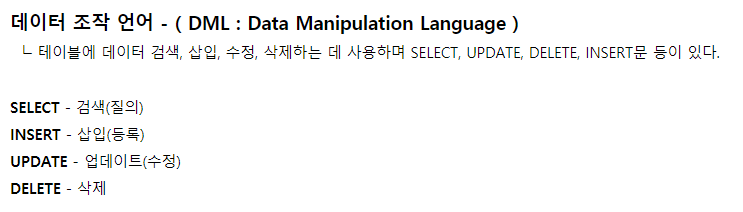 데이터 조작 언어 - ( DML : Data Manipulation Language )
ㄴ 테이블에 데이터 검색, 삽입, 수정, 삭제하는 데 사용하며 SELECT, UPDATE, DELETE, INSERT문 등이 있다.
SELECT - 검색(질의)
INSERT - 삽입(등록)
UPDATE - 업데이트(수정)
DELETE - 삭제